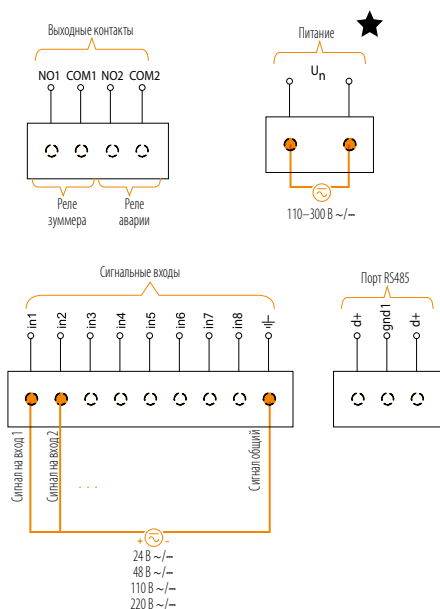 Выходные контакты
NO1 COM1 NO2 COM2
Реле зуммера
Реле аварии
Питание
Un
110–300 В ~/⎓
Сигнальные входы
in1 in2 in3 in4 in5 in6 in7 in8
Сигнал на вход 1
Сигнал на вход 2
. . .
Сигнал общий
+ -
24 В ~/⎓
48 В ~/⎓
110 В ~/⎓
220 В ~/⎓
Порт RS485
d+ gnd1 d+